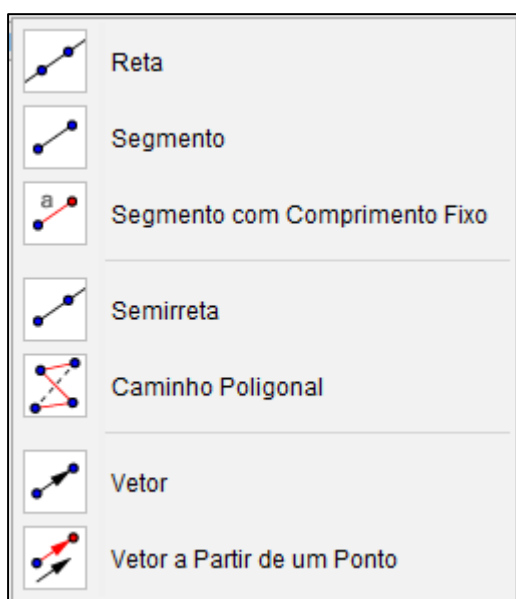 Reta
Segmento
a
Segmento com Comprimento Fixo
Semirreta
Caminho Poligonal
Vetor
Vetor a Partir de um Ponto